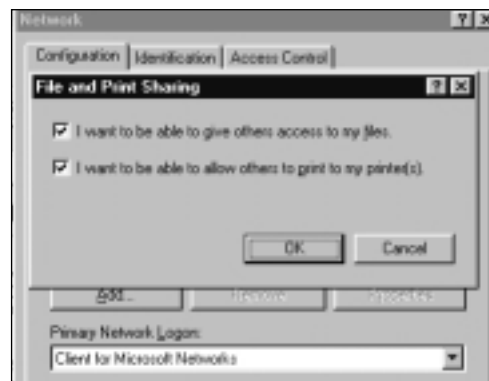 Network
Configuration Identification Access Control
File and Print Sharing
I want to be able to give others access to my files.
I want to be able to allow others to print to my printer(s).
OK Cancel
Add... Remove Properties
Primary Network Logon:
Client for Microsoft Networks